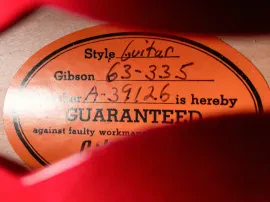 Style Guitar
Gibson 63-335
A-39126 is hereby
GUARANTEED
against faulty workman